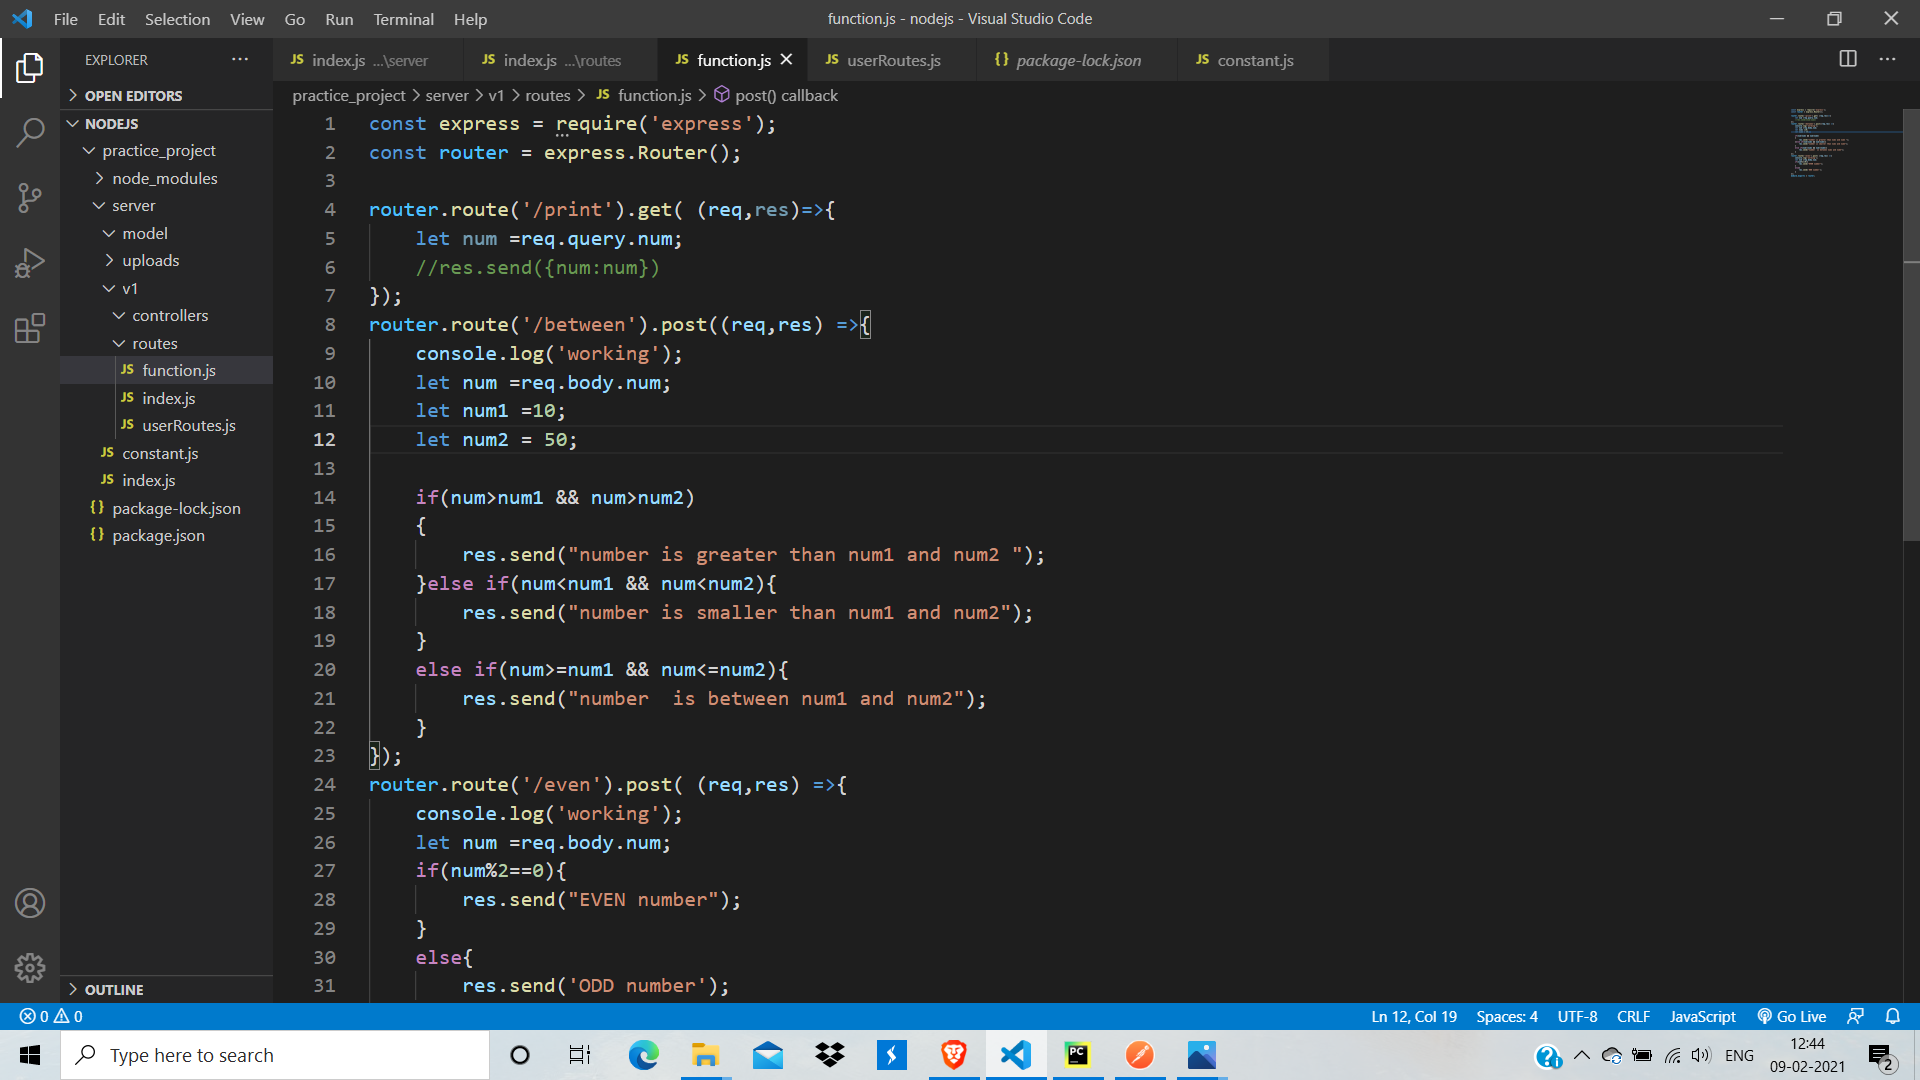 File Edit Selection View Go Run Terminal Help
function.js - nodejs - Visual Studio Code
EXPLORER
OPEN EDITORS
NODEJS
practice_project
node_modules
server
model
uploads
v1
controllers
routes
JS function.js
JS index.js
JS userRoutes.js
JS constant.js
JS index.js
{} package-lock.json
{} package.json
OUTLINE
JS index.js ...\server JS index.js ...\routes JS function.js JS userRoutes.js {} package-lock.json JS constant.js
practice_project > server > v1 > routes > JS function.js > post() callback
1 const express = require('express');
2 const router = express.Router();
3
4 router.route('/print').get( (req,res)=>{
5 let num =req.query.num;
6 //res.send({num:num})
7 });
8 router.route('/between').post((req,res) =>{
9 console.log('working');
10 let num =req.body.num;
11 let num1 =10;
12 let num2 = 50;
13
14 if(num>num1 && num>num2)
15 {
16 res.send("number is greater than num1 and num2 ");
17 }else if(num<num1 && num<num2){
18 res.send("number is smaller than num1 and num2");
19 }
20 else if(num>=num1 && num<=num2){
21 res.send("number  is between num1 and num2");
22 }
23 });
24 router.route('/even').post( (req,res) =>{
25 console.log('working');
26 let num =req.body.num;
27 if(num%2==0){
28 res.send("EVEN number");
29 }
30 else{
31 res.send('ODD number');
0 0 Ln 12, Col 19 Spaces: 4 UTF-8 CRLF JavaScript Go Live
Type here to search
PC
ENG
12:44
09-02-2021
2